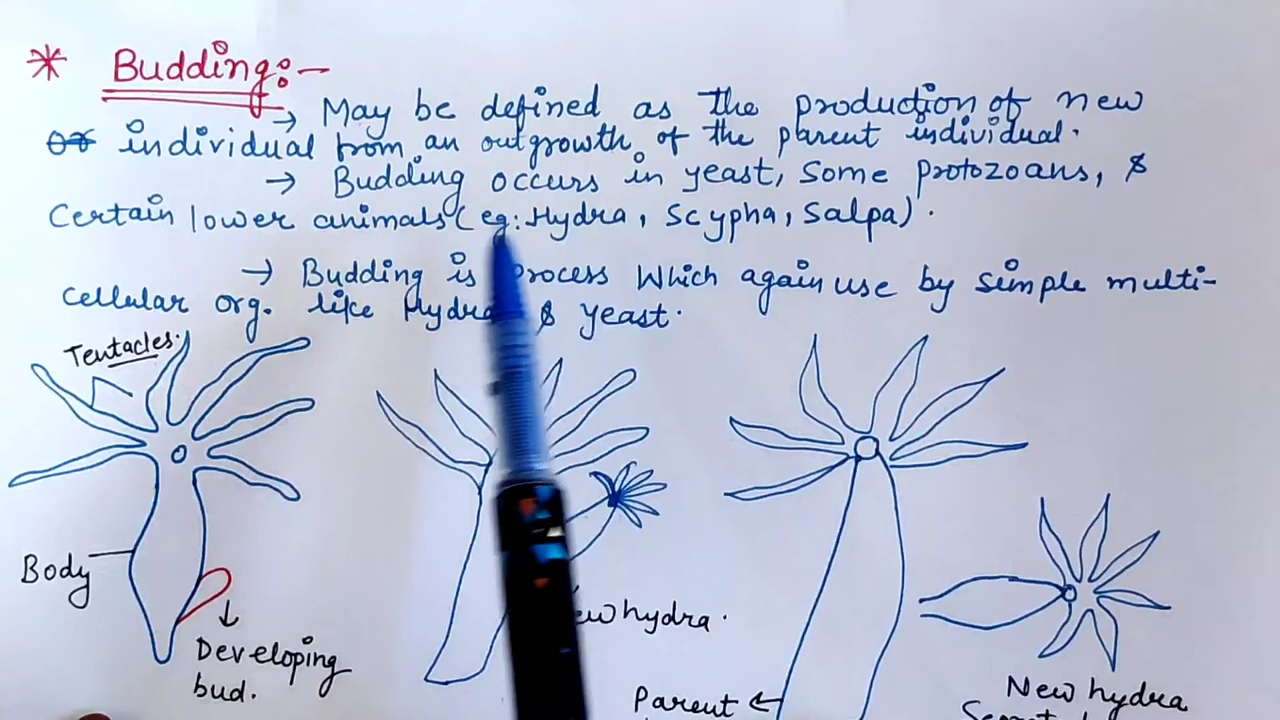 * Budding:-
→ May be defined as the production of new
individual from an outgrowth of the parent individual.
→ Budding occurs in yeast, Some Protozoans, &
Certain lower animals (eg: Hydra, Scypha, Salpa).
→ Budding is Process Which again use by simple multi-
cellular org. like Hydra & yeast.
Tentacles.
Body
Developing
bud.
hydra.
Parent
New hydra